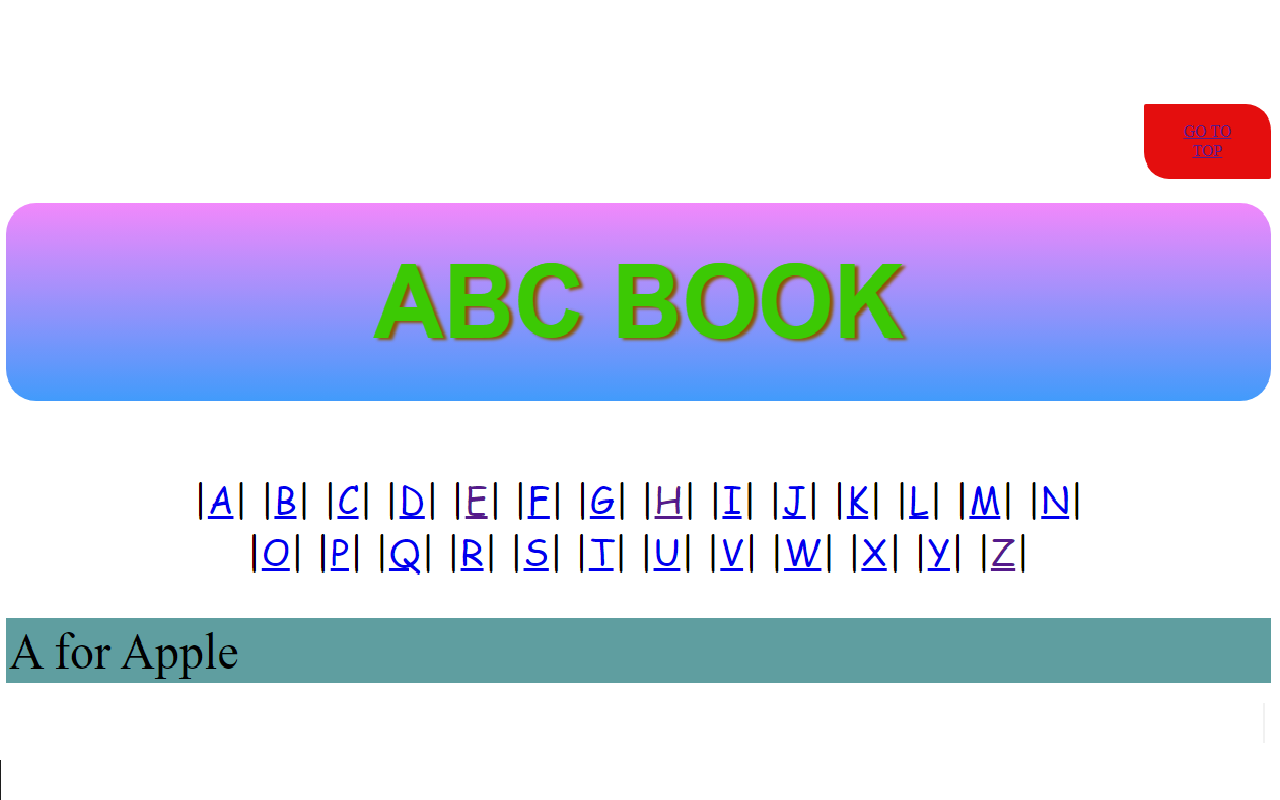 GO TO
TOP
ABC BOOK
|A| |B| |C| |D| |E| |F| |G| |H| |I| |J| |K| |L| |M| |N|
|O| |P| |Q| |R| |S| |T| |U| |V| |W| |X| |Y| |Z|
A for Apple